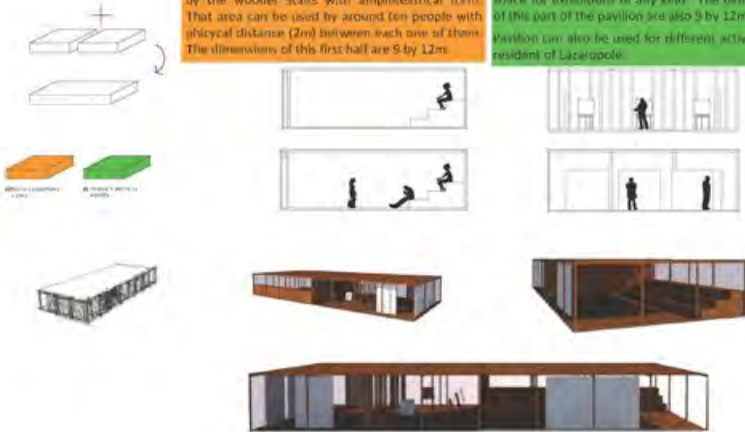 by the wooden stairs with amphiteatrical form.
That area can be used by around ten people with
phicycal distance (2m) between each one of them.
The dimensions of this first half are 9 by 12m.
space for exhibitions of any kind. The
of this part of the pavilion are also 9 by 12m
Pavilion can also be used for different
resident of Lazaropole.